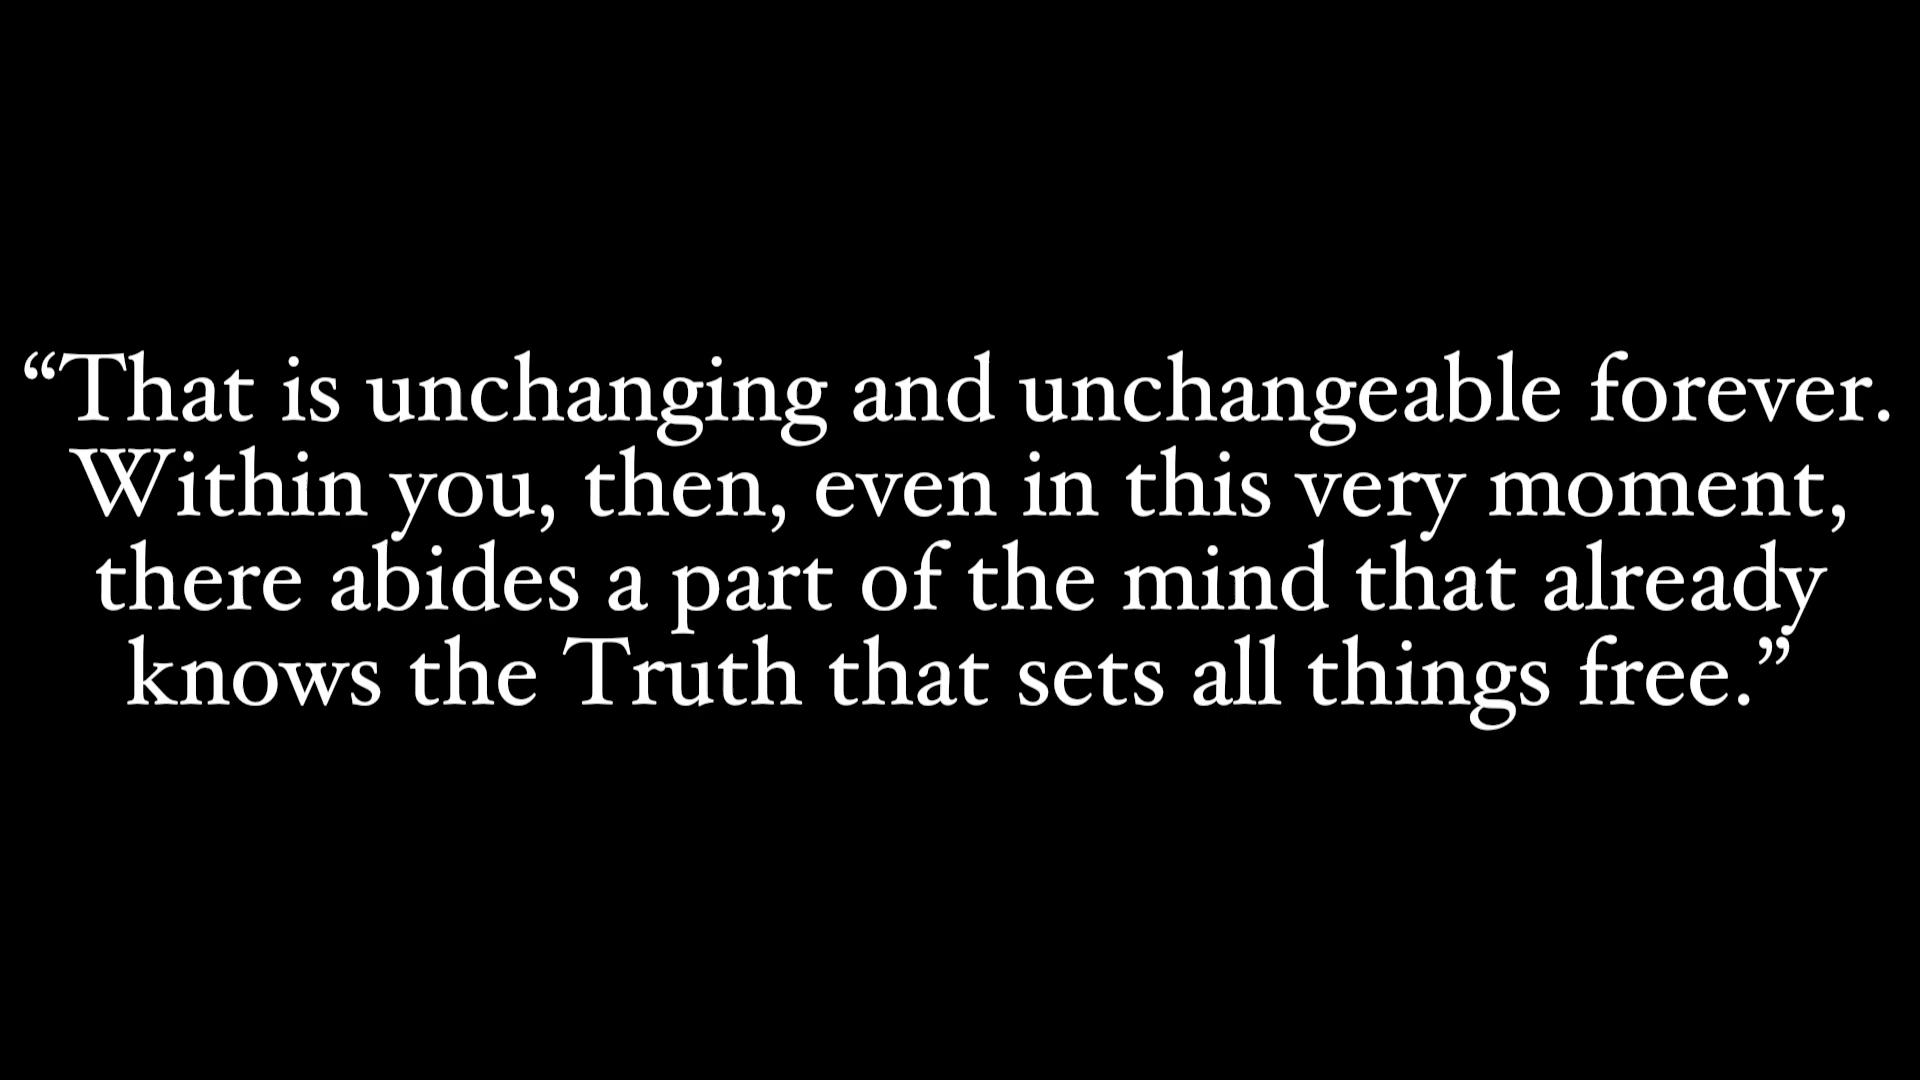 “That is unchanging and unchangeable forever.
Within you, then, even in this very moment,
there abides a part of the mind that already
knows the Truth that sets all things free.”